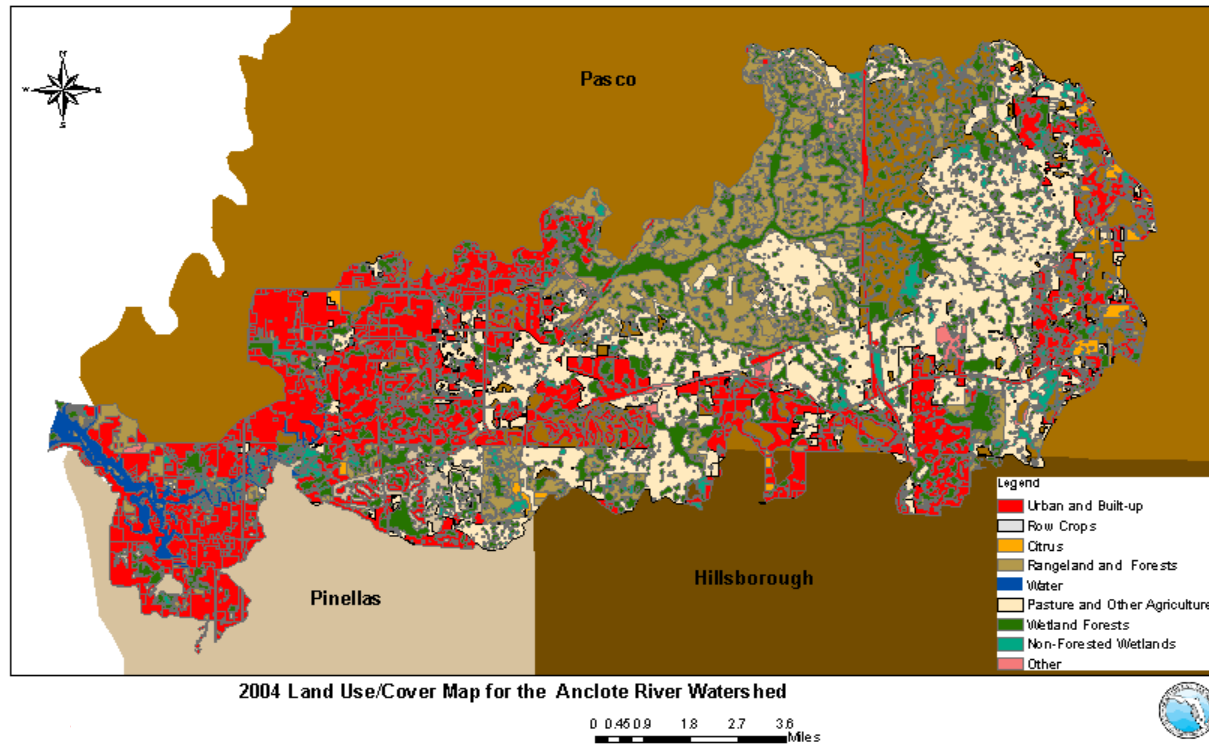 N
W
E
S
Pasco
Pinellas
Hillsborough
Legend
Urban and Built-up
Row Crops
Citrus
Rangeland and Forests
Water
Pasture and Other Agriculture
Wetland Forests
Non-Forested Wetlands
Other
2004 Land Use/Cover Map for the Anclote River Watershed
0 0.45 0.9 1.8 2.7 3.6
Miles